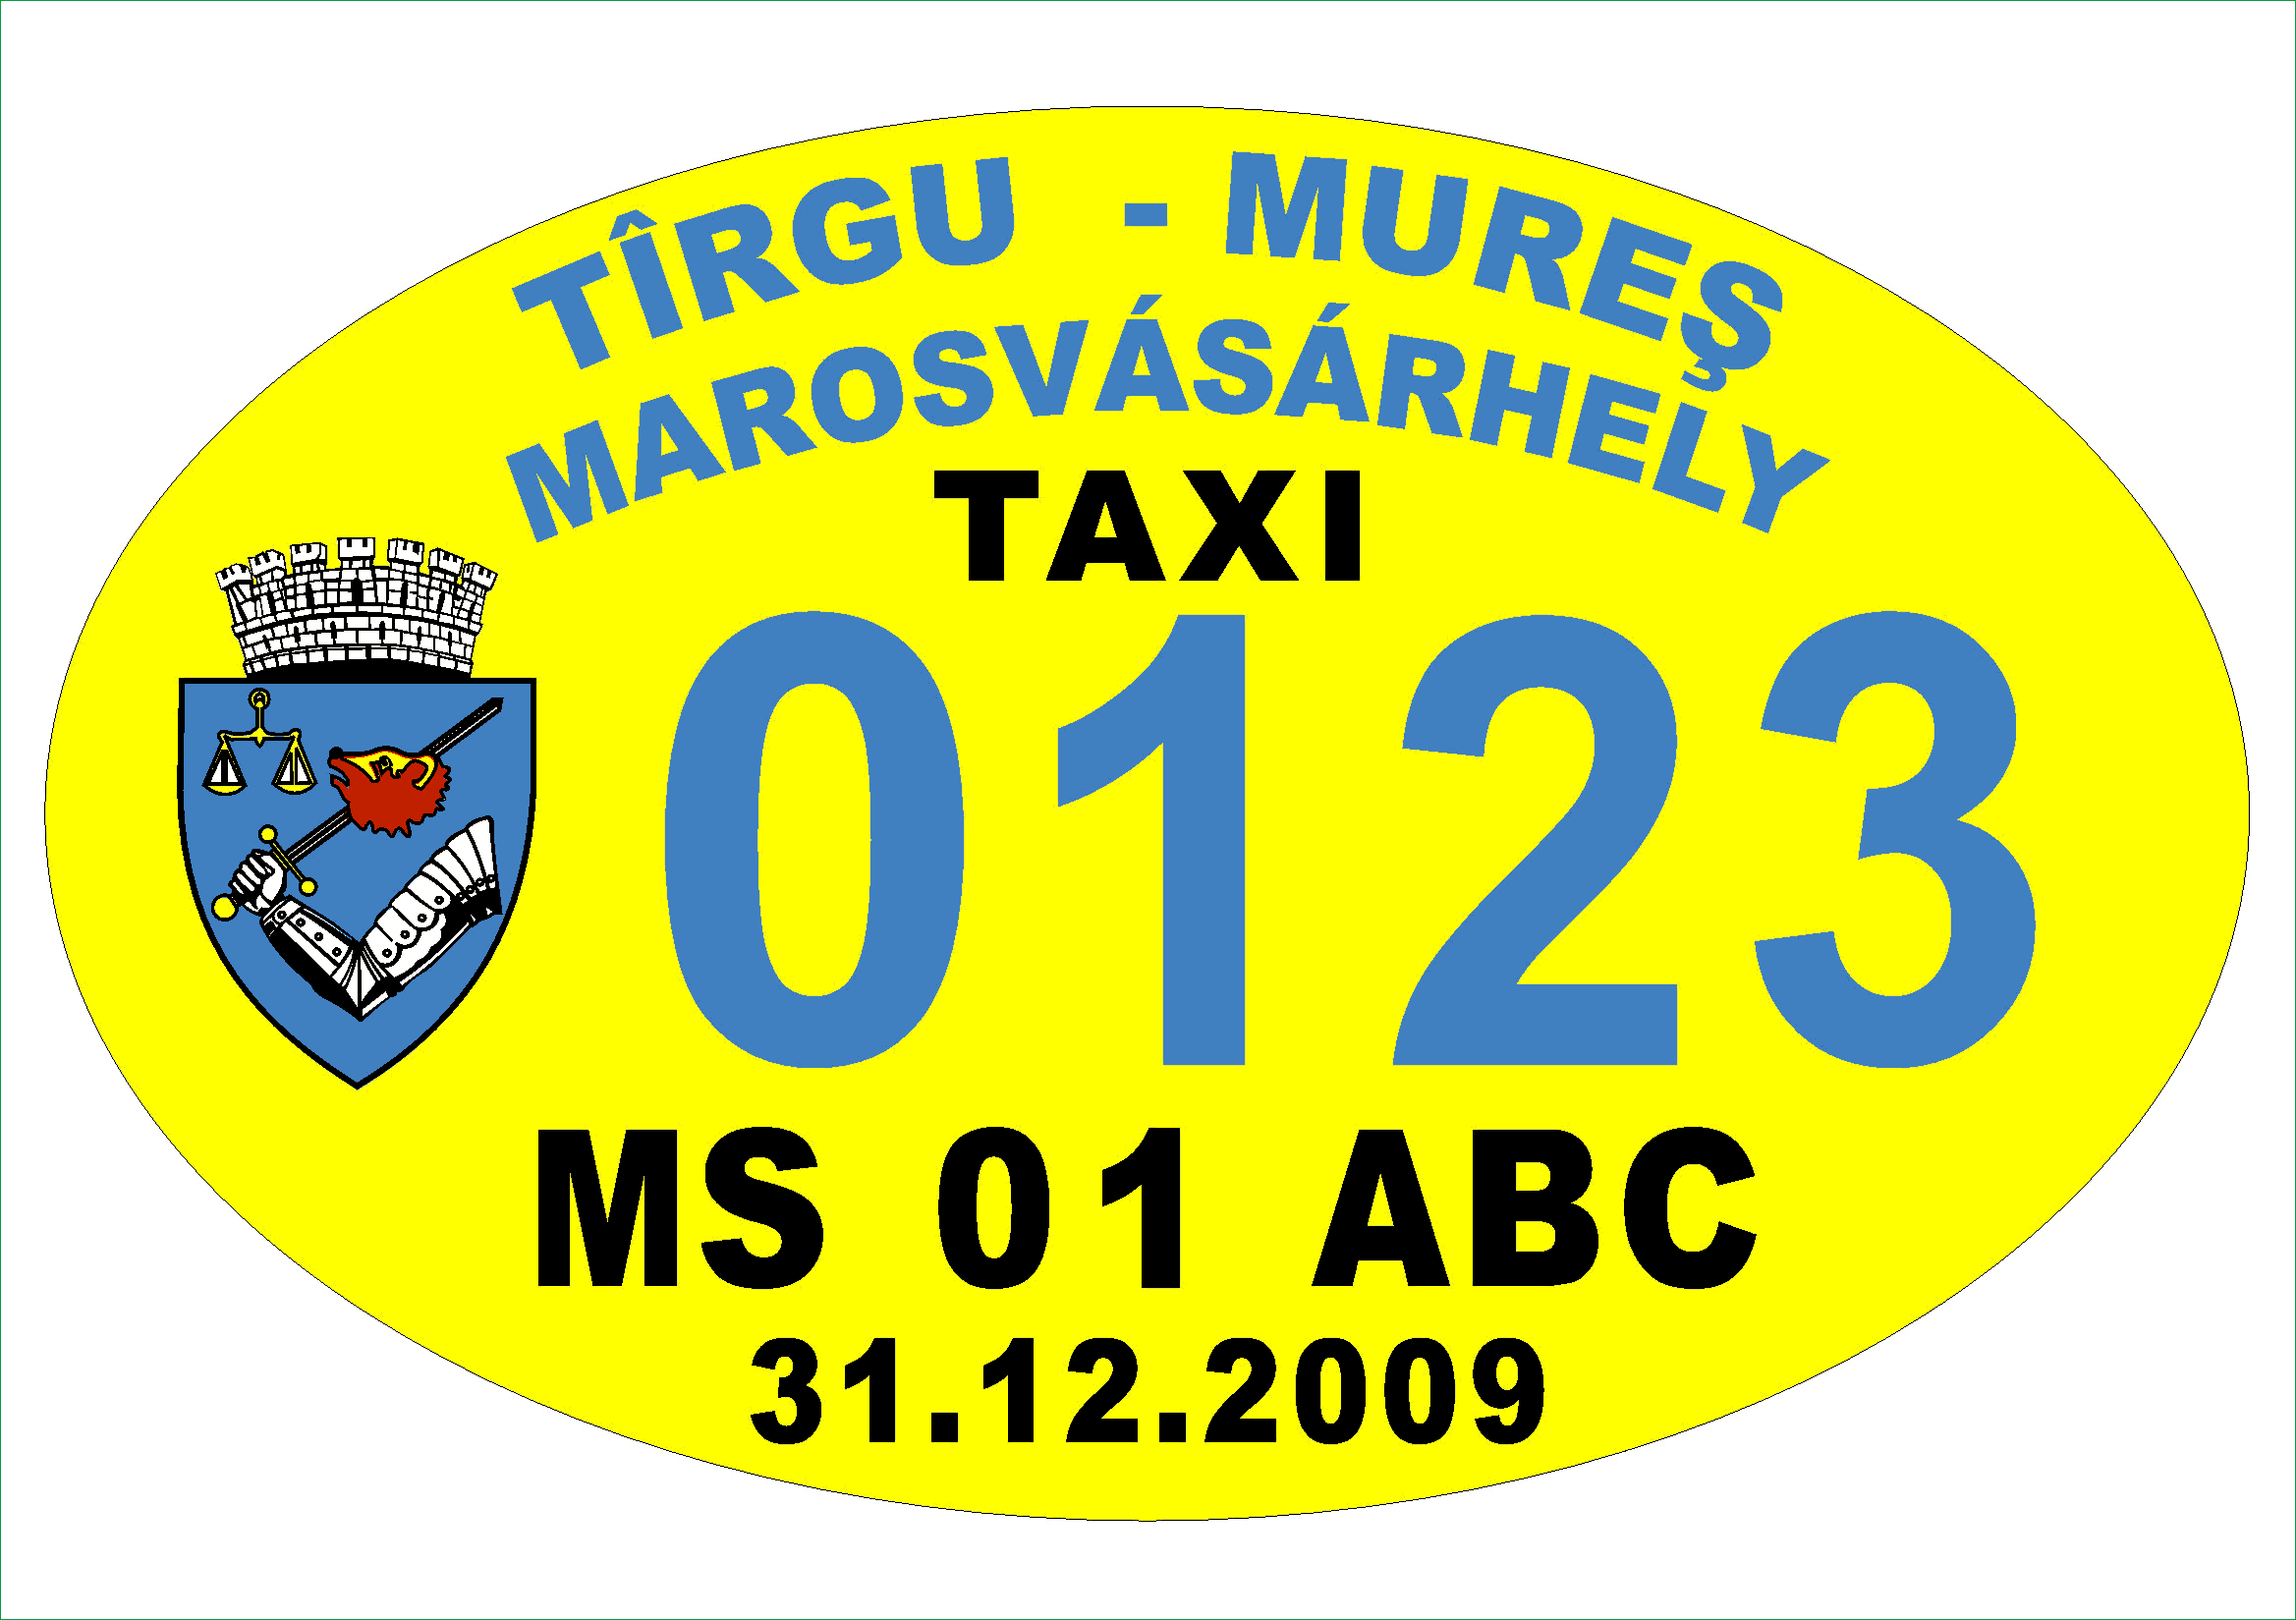 TÎRGU - MUREŞ
MAROSVÁSÁRHELY
TAXI
0123
MS 01 ABC
31.12.2009